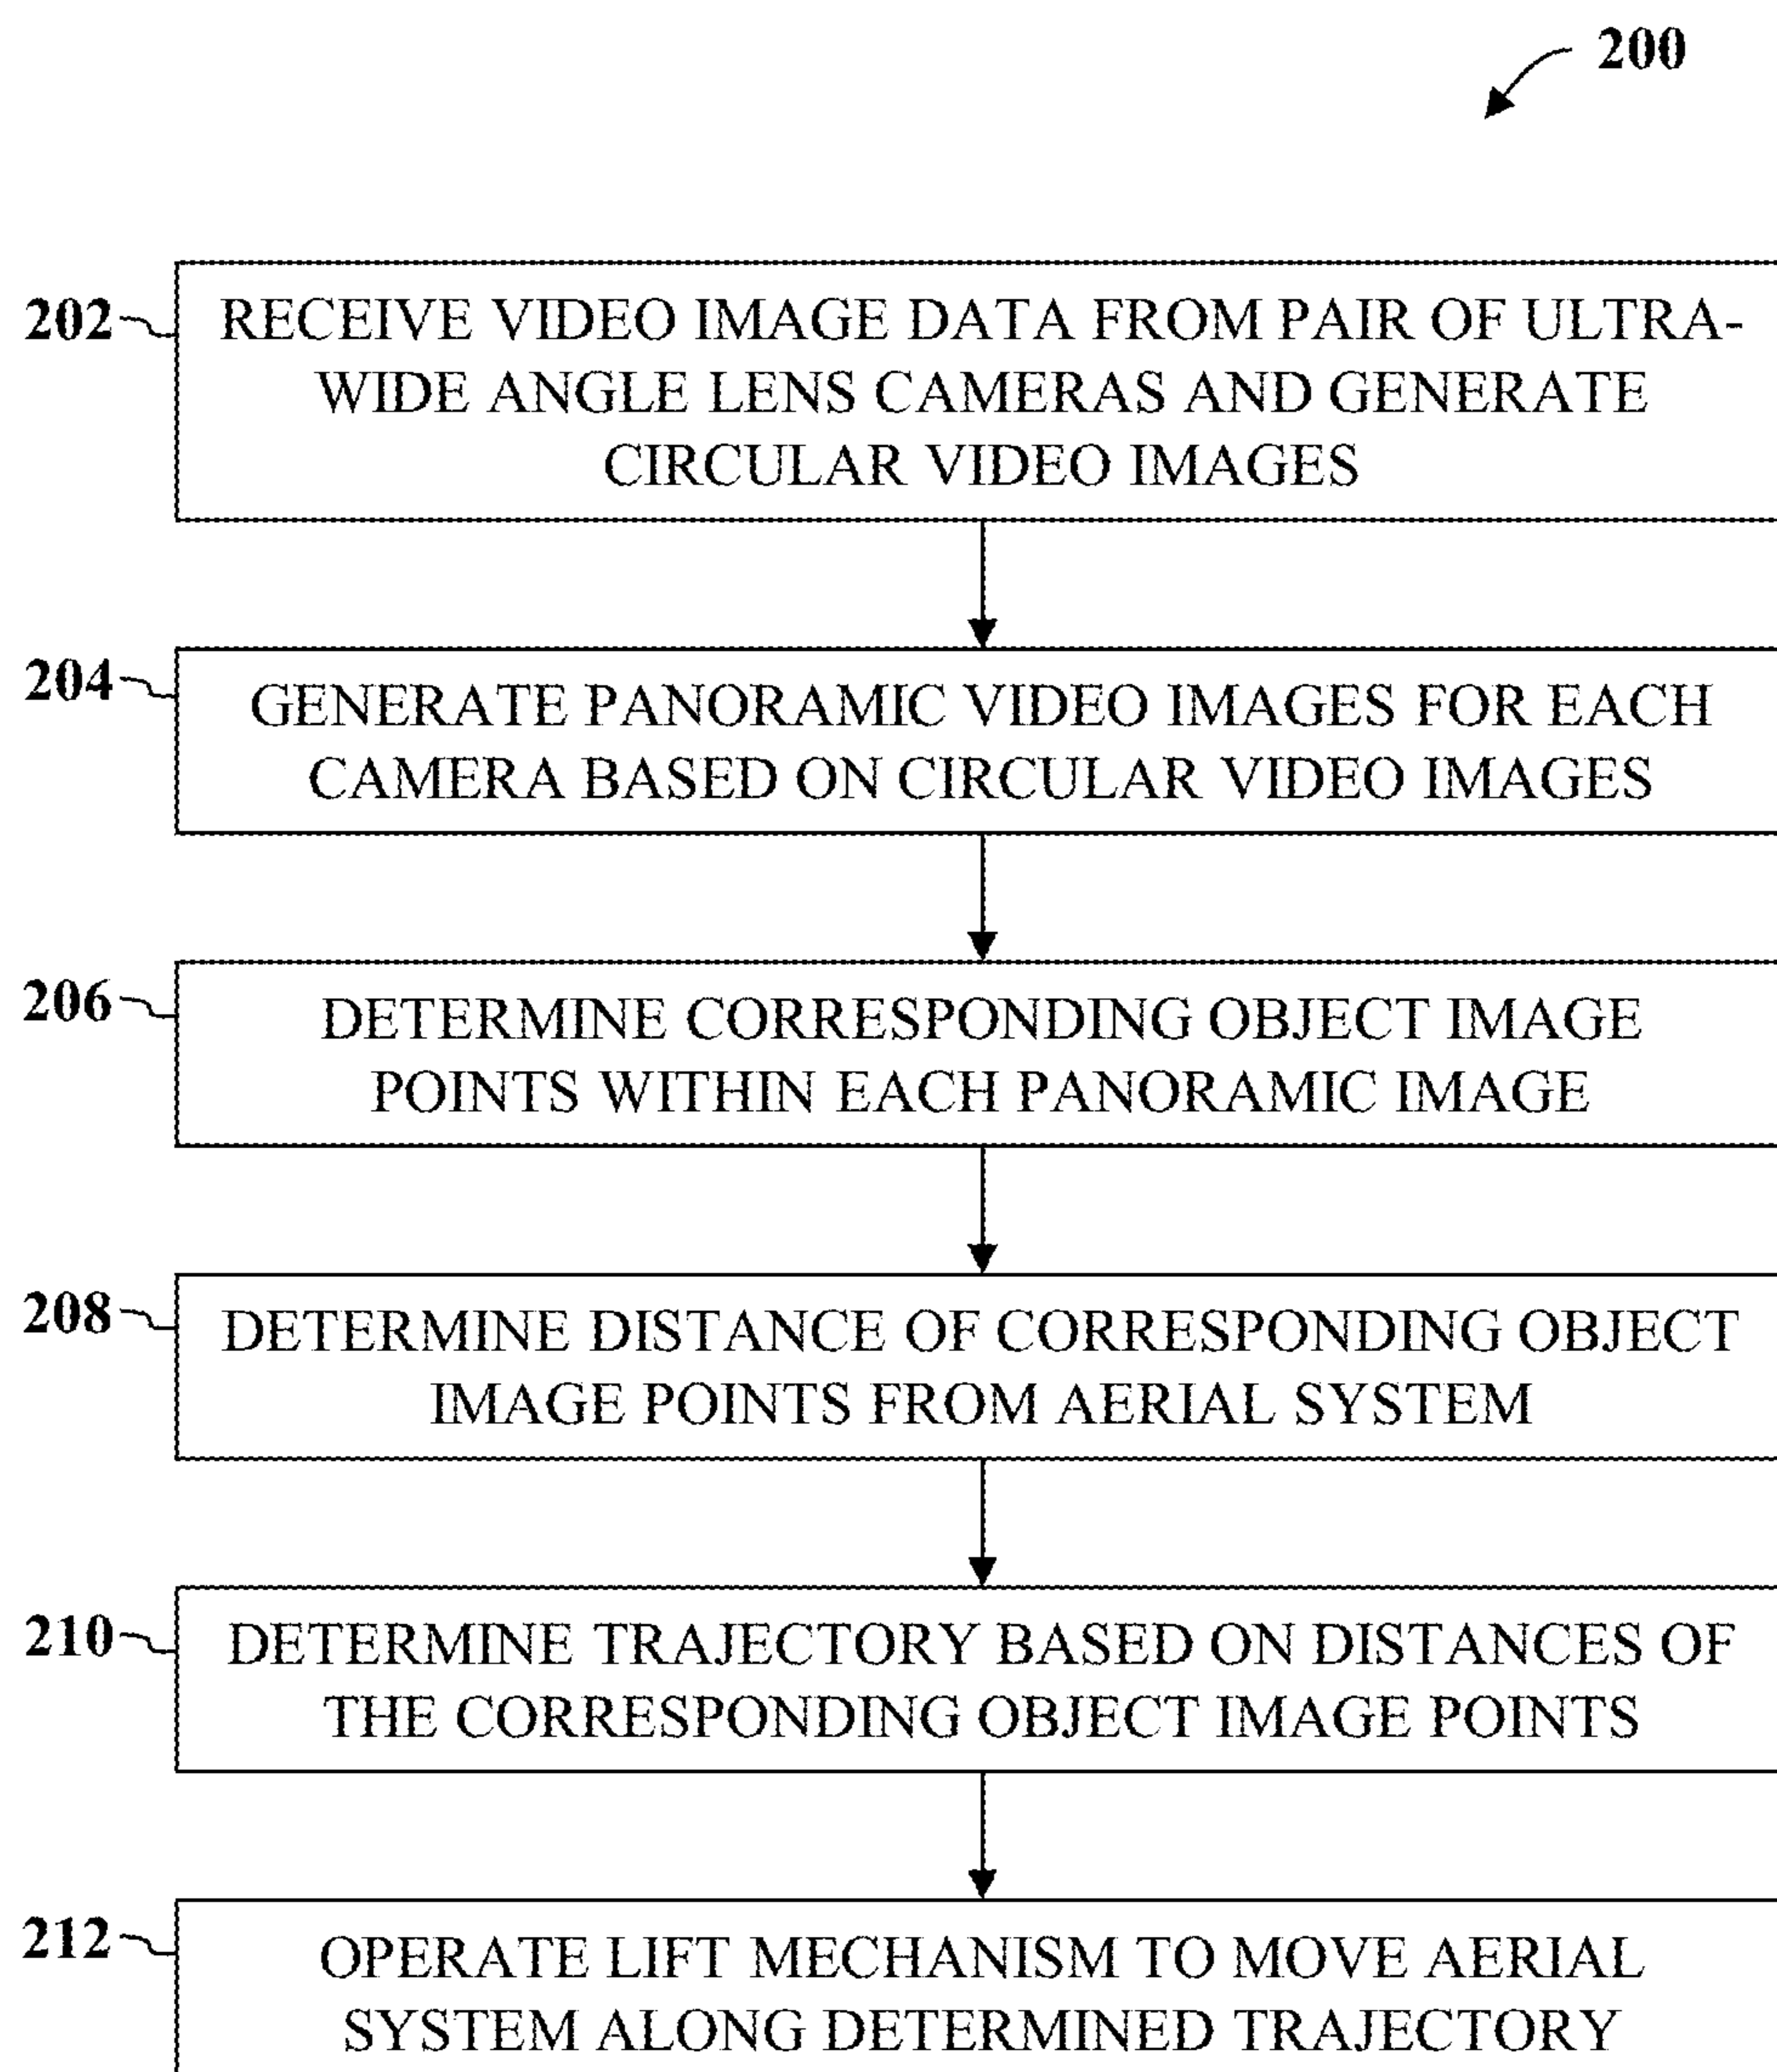 200
202
RECEIVE VIDEO IMAGE DATA FROM PAIR OF ULTRA-
WIDE ANGLE LENS CAMERAS AND GENERATE
CIRCULAR VIDEO IMAGES
204
GENERATE PANORAMIC VIDEO IMAGES FOR EACH
CAMERA BASED ON CIRCULAR VIDEO IMAGES
206
DETERMINE CORRESPONDING OBJECT IMAGE
POINTS WITHIN EACH PANORAMIC IMAGE
208
DETERMINE DISTANCE OF CORRESPONDING OBJECT
IMAGE POINTS FROM AERIAL SYSTEM
210
DETERMINE TRAJECTORY BASED ON DISTANCES OF
THE CORRESPONDING OBJECT IMAGE POINTS
212
OPERATE LIFT MECHANISM TO MOVE AERIAL
SYSTEM ALONG DETERMINED TRAJECTORY